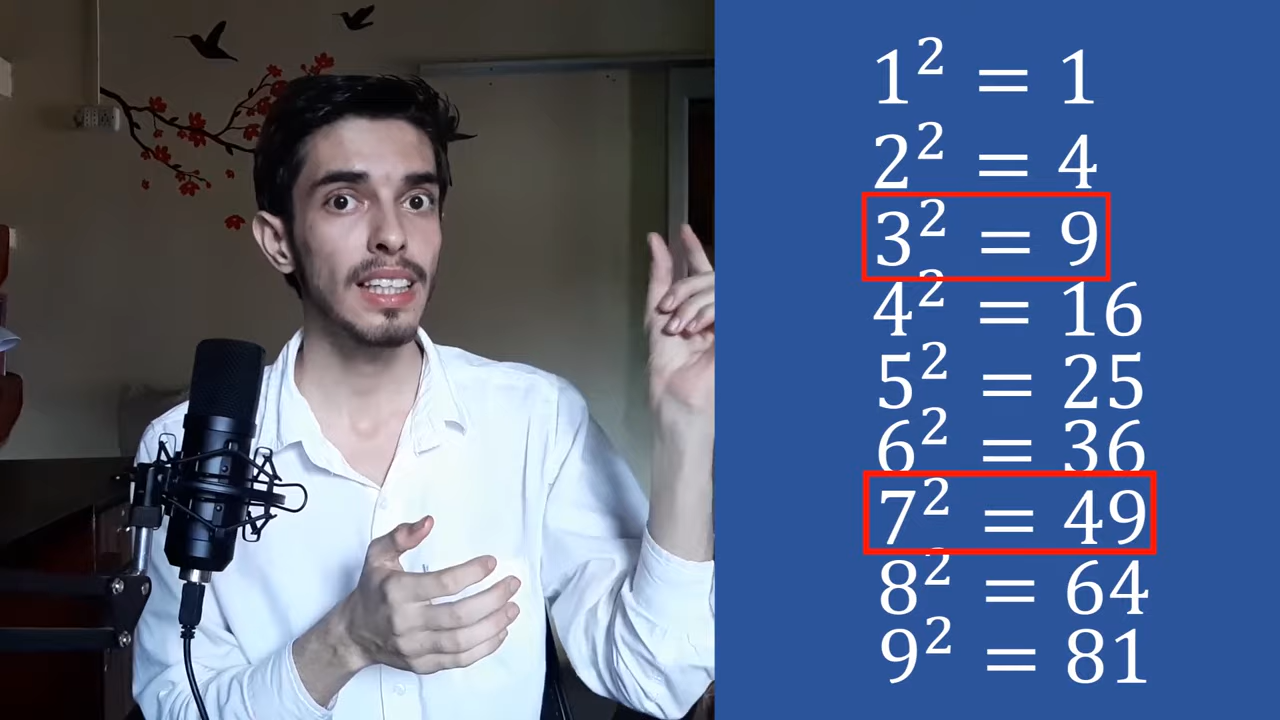 1² = 1
2² = 4
3² = 9
4² = 16
5² = 25
6² = 36
7² = 49
8² = 64
9² = 81